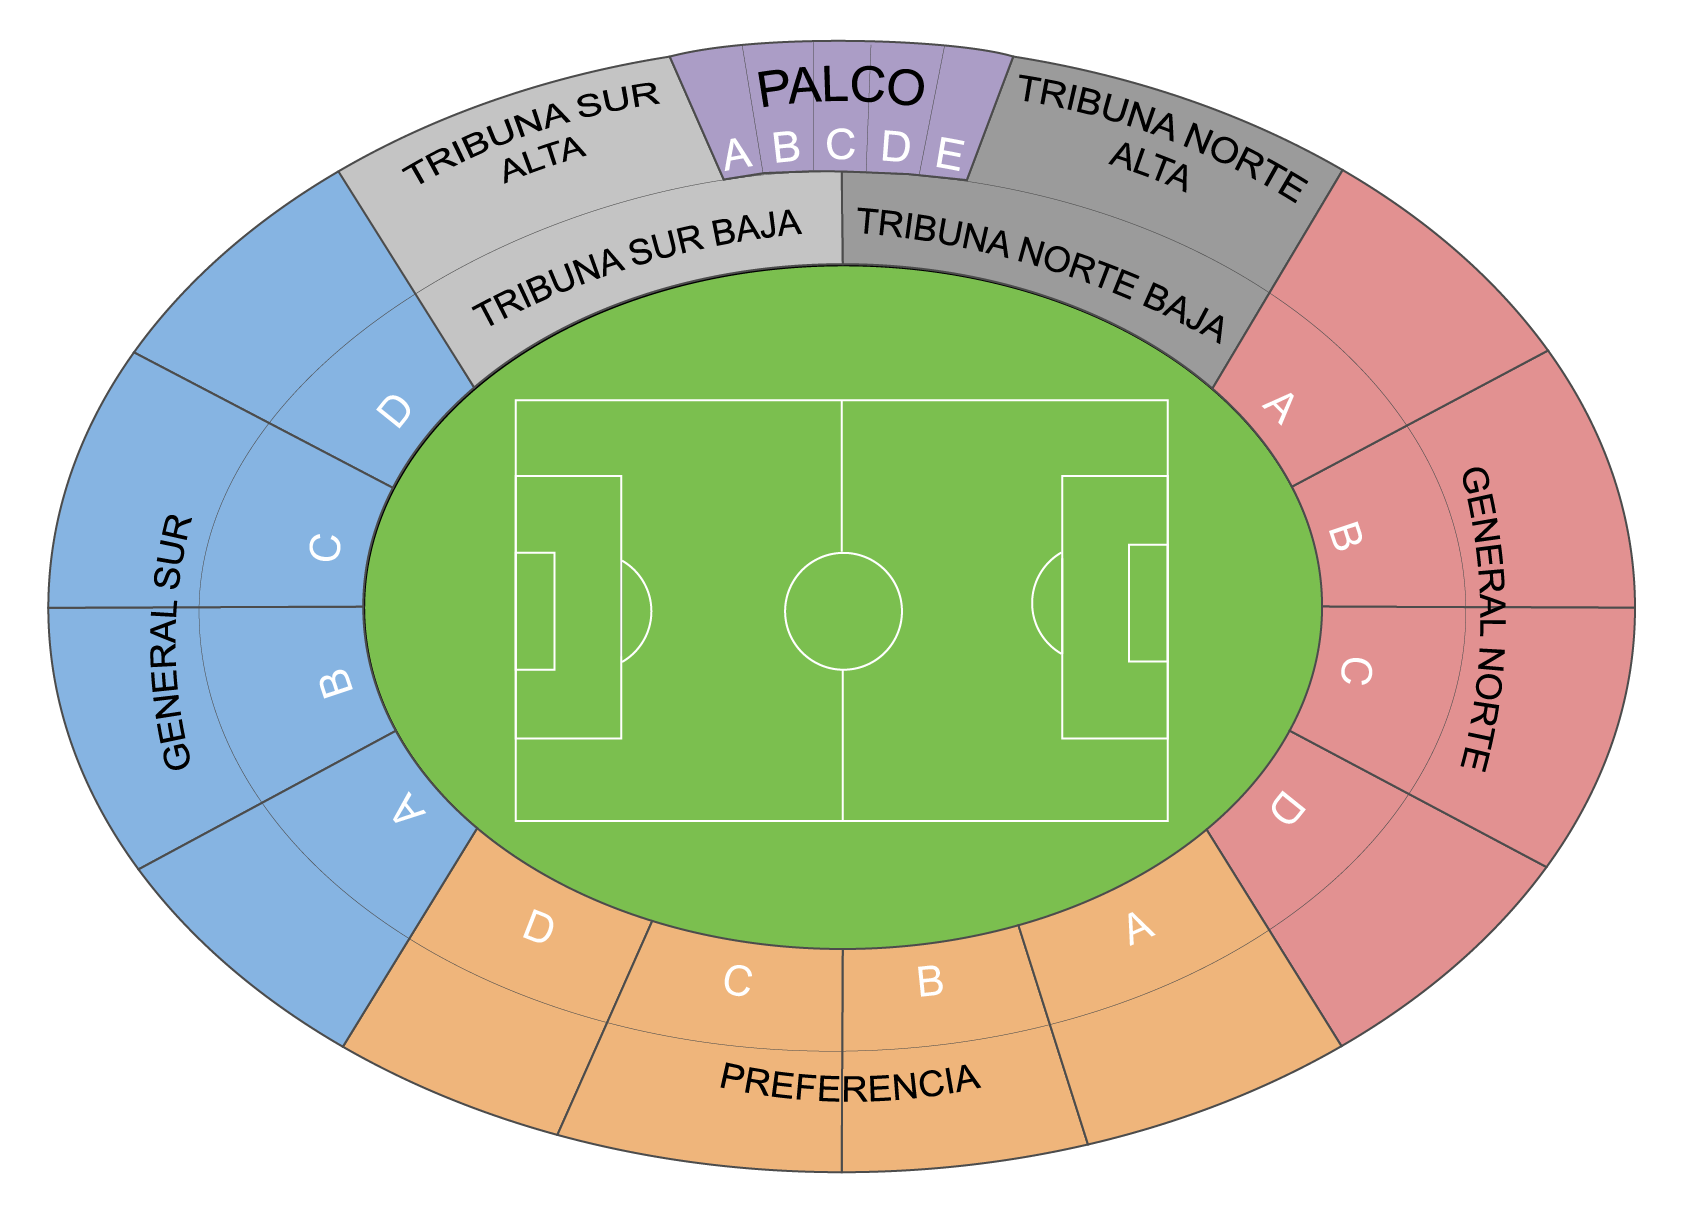 PALCO
A B C D E
TRIBUNA SUR
ALTA
TRIBUNA NORTE
ALTA
TRIBUNA SUR BAJA
TRIBUNA NORTE BAJA
GENERAL SUR
D
C
B
A
GENERAL NORTE
A
B
C
D
D
C
B
A
PREFERENCIA